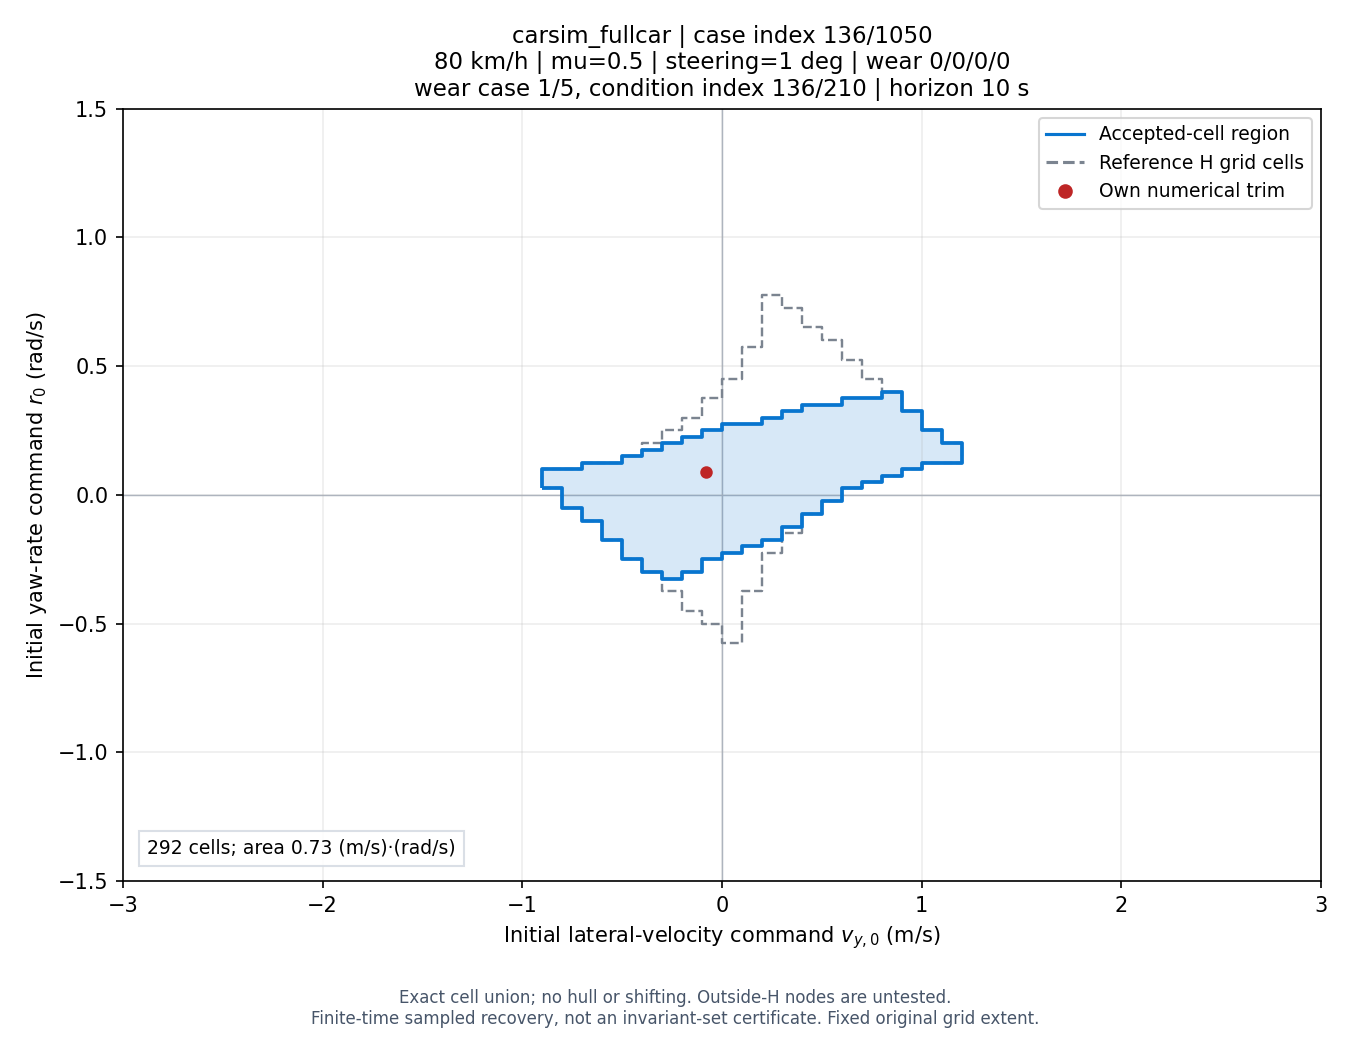 carsim_fullcar | case index 136/1050
80 km/h | mu=0.5 | steering=1 deg | wear 0/0/0/0
wear case 1/5, condition index 136/210 | horizon 10 s
Accepted-cell region
Reference H grid cells
Own numerical trim
1.5
1.0
0.5
0.0
−0.5
−1.0
−1.5
Initial yaw-rate command r0 (rad/s)
292 cells; area 0.73 (m/s)·(rad/s)
−3
−2
−1
0
1
2
3
Initial lateral-velocity command vy,0 (m/s)
Exact cell union; no hull or shifting. Outside-H nodes are untested.
Finite-time sampled recovery, not an invariant-set certificate. Fixed original grid extent.